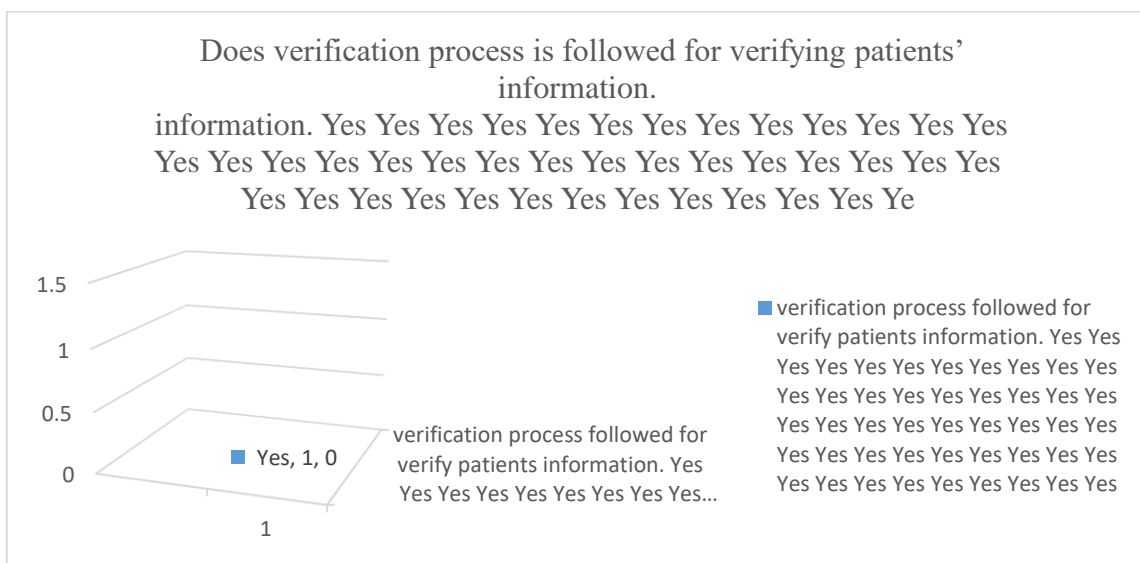 Does verification process is followed for verifying patients’
information.
information. Yes Yes Yes Yes Yes Yes Yes Yes Yes Yes Yes Yes Yes
Yes Yes Yes Yes Yes Yes Yes Yes Yes Yes Yes Yes Yes Yes Yes Yes
Yes Yes Yes Yes Yes Yes Yes Yes Yes Yes Yes Yes Ye
1.5
1
0.5
0
Yes, 1, 0
1
verification process followed for
verify patients information. Yes
Yes Yes Yes Yes Yes Yes Yes Yes…
verification process followed for
verify patients information. Yes Yes
Yes Yes Yes Yes Yes Yes Yes Yes Yes
Yes Yes Yes Yes Yes Yes Yes Yes Yes
Yes Yes Yes Yes Yes Yes Yes Yes Yes
Yes Yes Yes Yes Yes Yes Yes Yes Yes
Yes Yes Yes Yes Yes Yes Yes Yes Yes